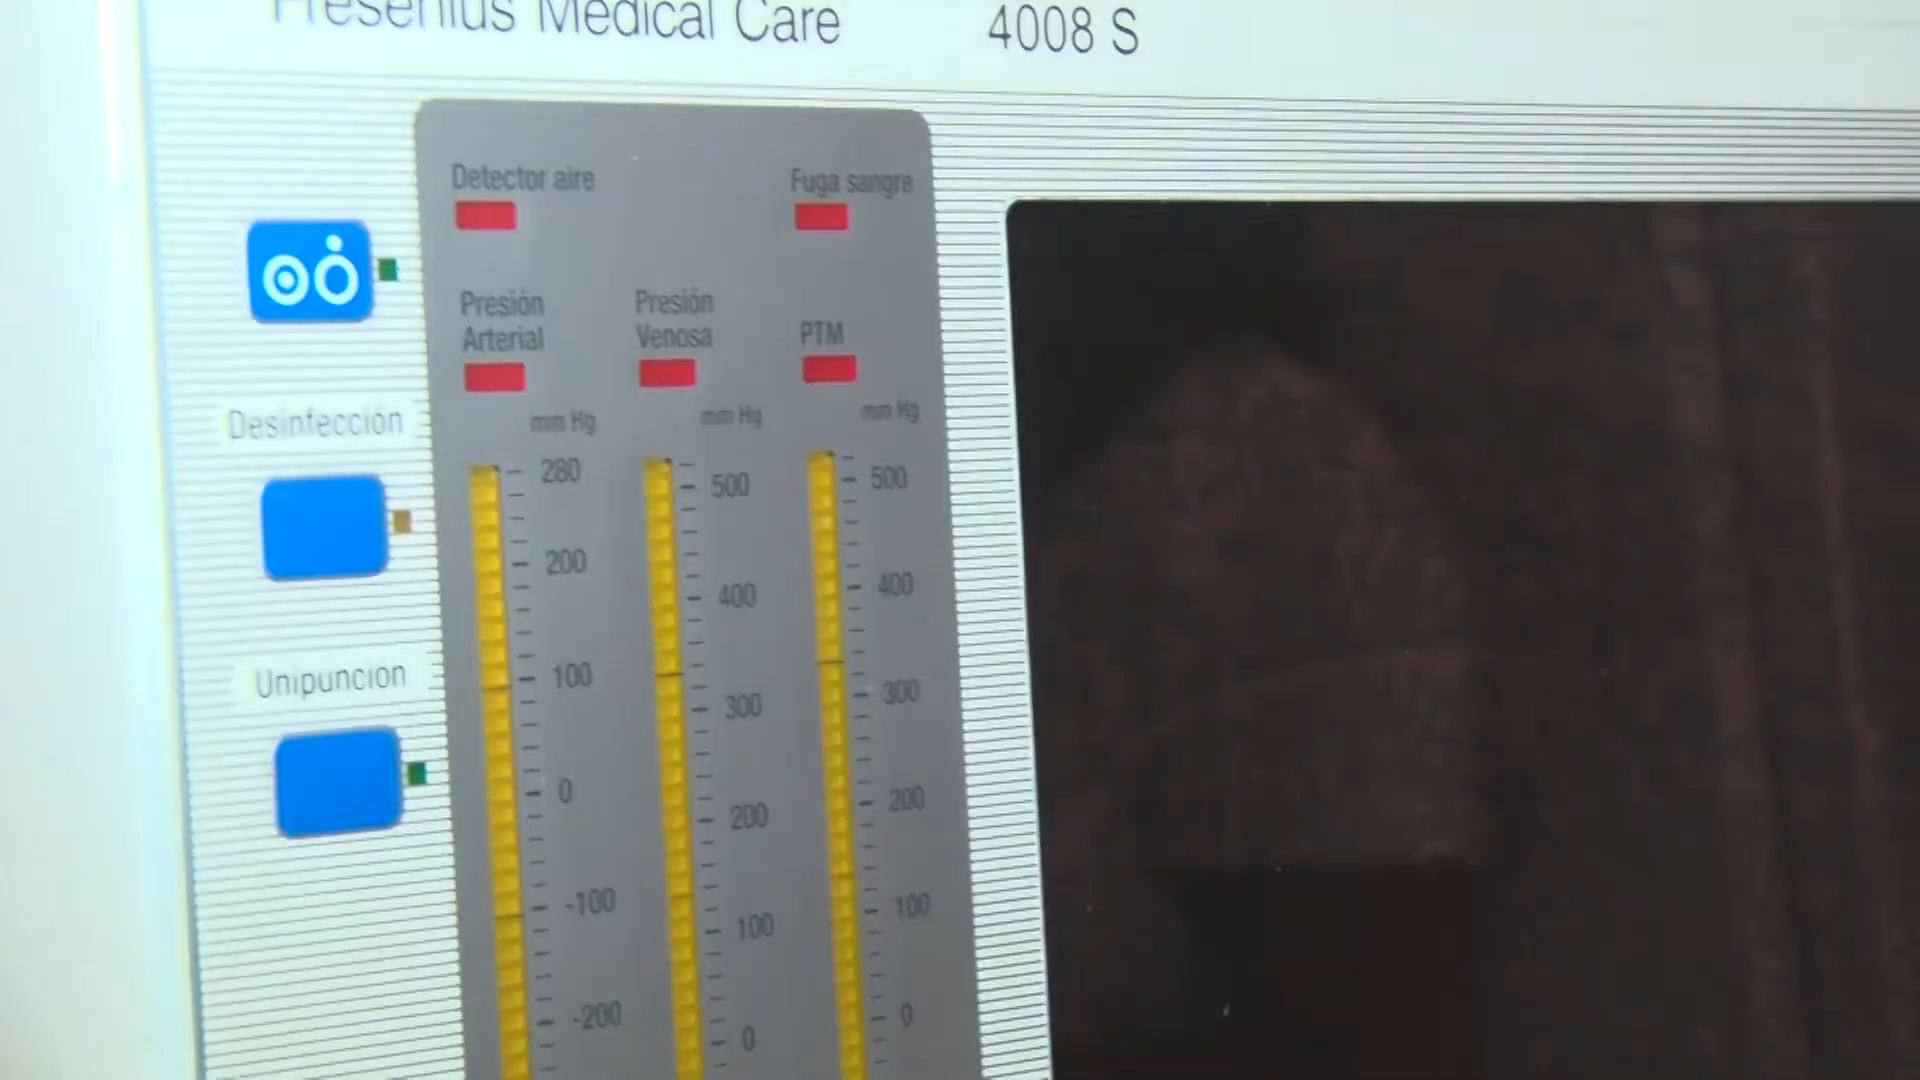 Fresenius Medical Care 4008 S
Detector aire
Fuga sangre
Presión Arterial
Presión Venosa
PTM
mm Hg
mm Hg
mm Hg
280
200
100
0
-100
-200
500
400
300
200
100
0
500
400
300
200
100
0
Desinfección
Unipuncion